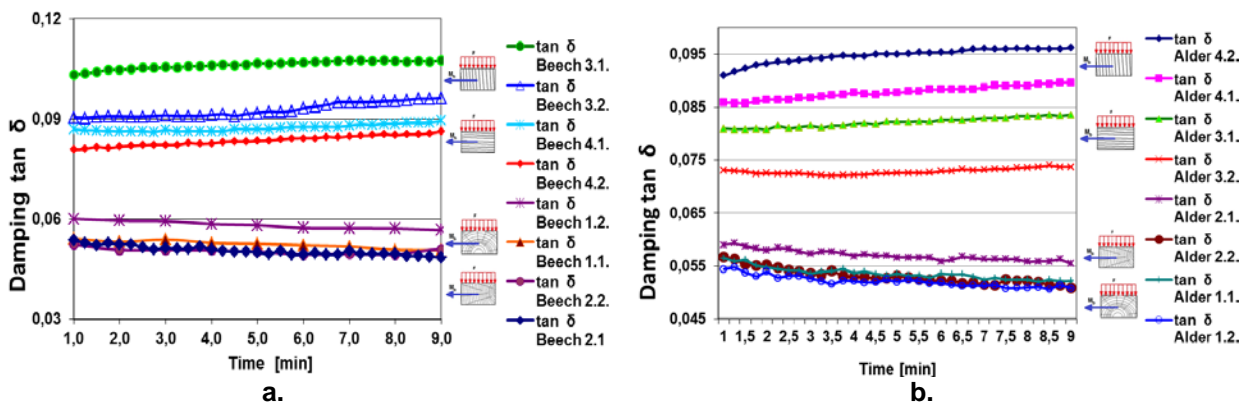 0,12
0,09
0,06
0,03
Damping tan δ
1,0 2,0 3,0 4,0 5,0 6,0 7,0 8,0 9,0
Time [min]
tan δ
Beech 3.1.
tan δ
Beech 3.2.
tan δ
Beech 4.1.
tan δ
Beech 4.2.
tan δ
Beech 1.2.
tan δ
Beech 1.1.
tan δ
Beech 2.2.
tan δ
Beech 2.1
a.
0,095
0,085
0,075
0,065
0,055
0,045
Damping tan δ
1 1,5 2 2,5 3 3,5 4 4,5 5 5,5 6 6,5 7 7,5 8 8,5 9
Time [min]
tan δ
Alder 4.2.
tan δ
Alder 4.1.
tan δ
Alder 3.1.
tan δ
Alder 3.2.
tan δ
Alder 2.1.
tan δ
Alder 2.2.
tan δ
Alder 1.1.
tan δ
Alder 1.2.
b.